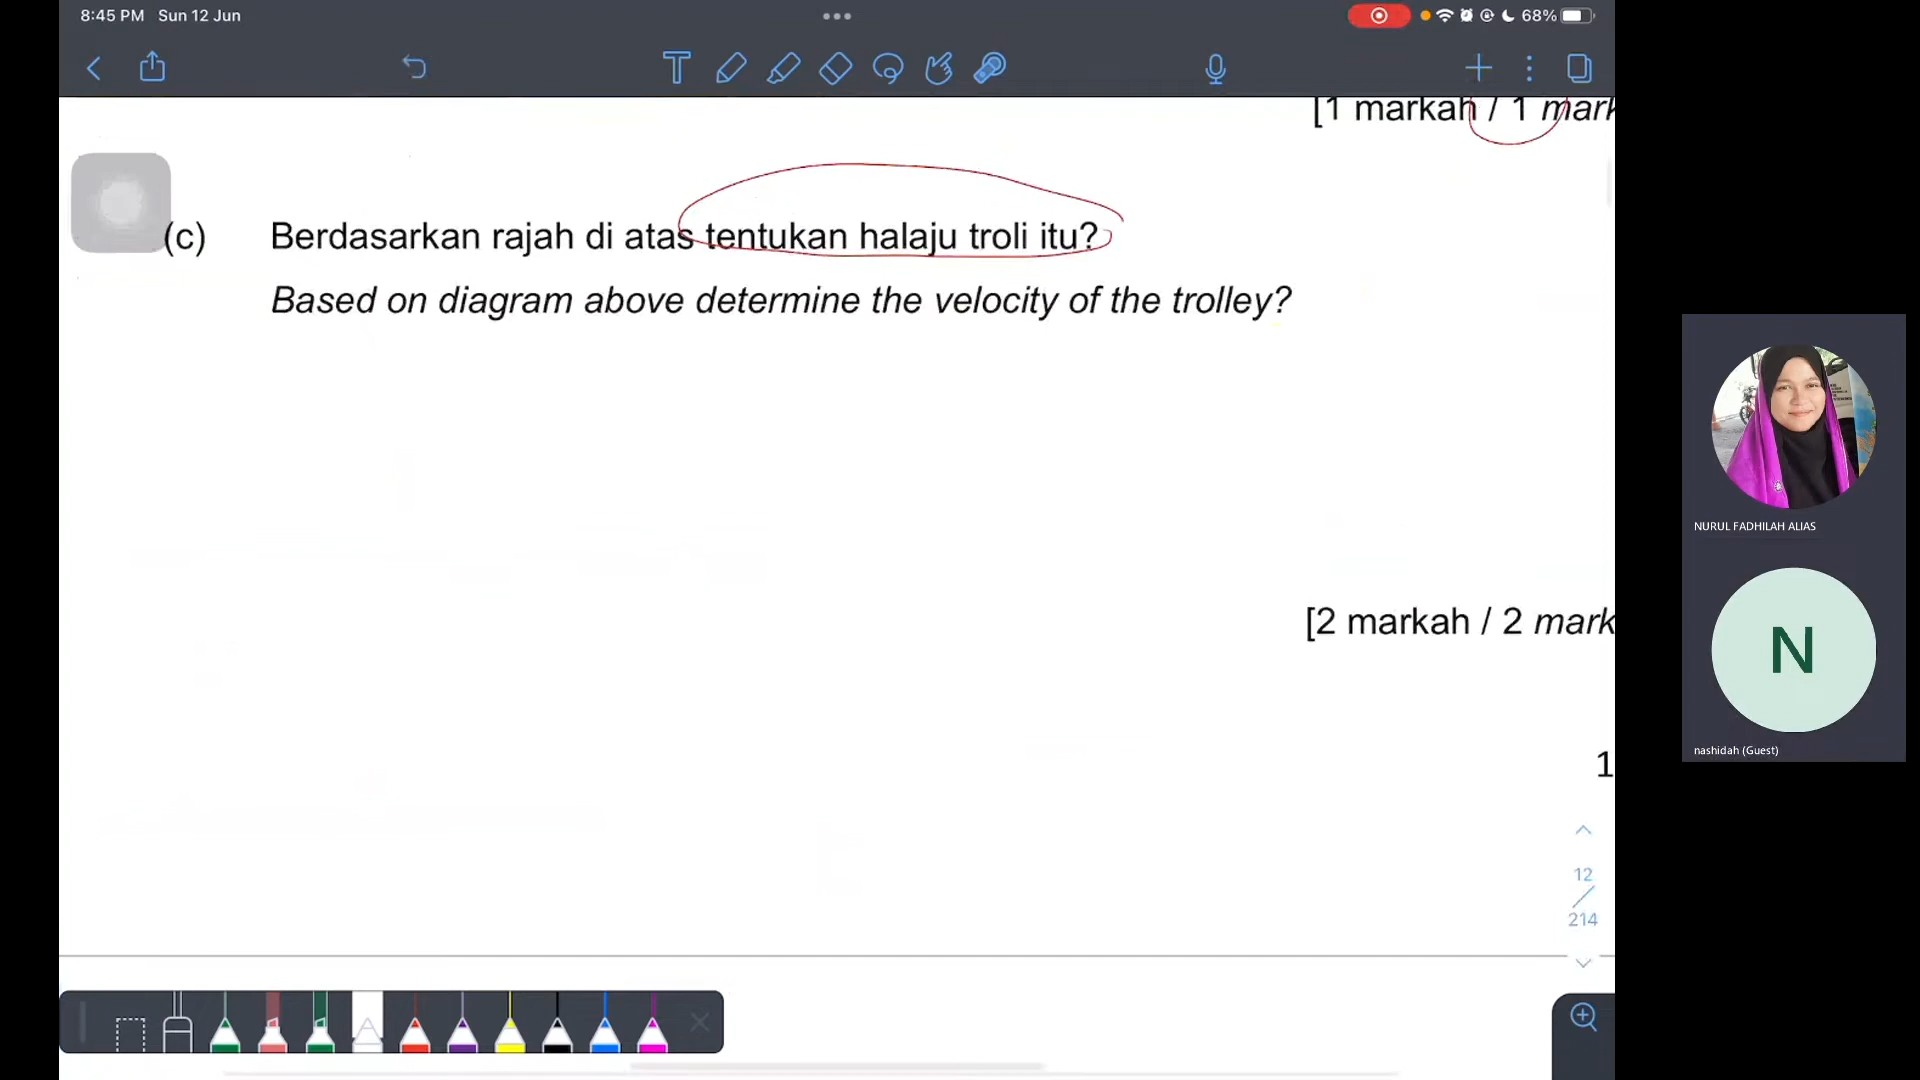 8:45 PM Sun 12 Jun
68%
[1 markah / 1 mark
(c) Berdasarkan rajah di atas tentukan halaju troli itu?
Based on diagram above determine the velocity of the trolley?
[2 markah / 2 mark
1
12
214
NURUL FADHILAH ALIAS
N
nashidah (Guest)